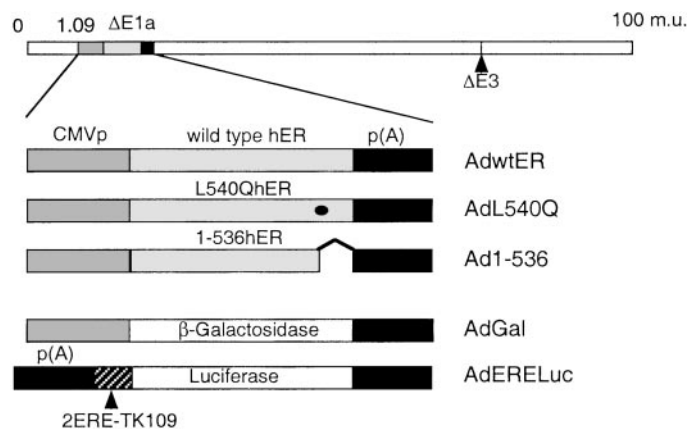 0 1.09 ΔE1a 100 m.u.
ΔE3
CMVp wild type hER p(A)
AdwtER
L540QhER
AdL540Q
1-536hER
Ad1-536
β-Galactosidase AdGal
p(A)
Luciferase AdERELuc
2ERE-TK109